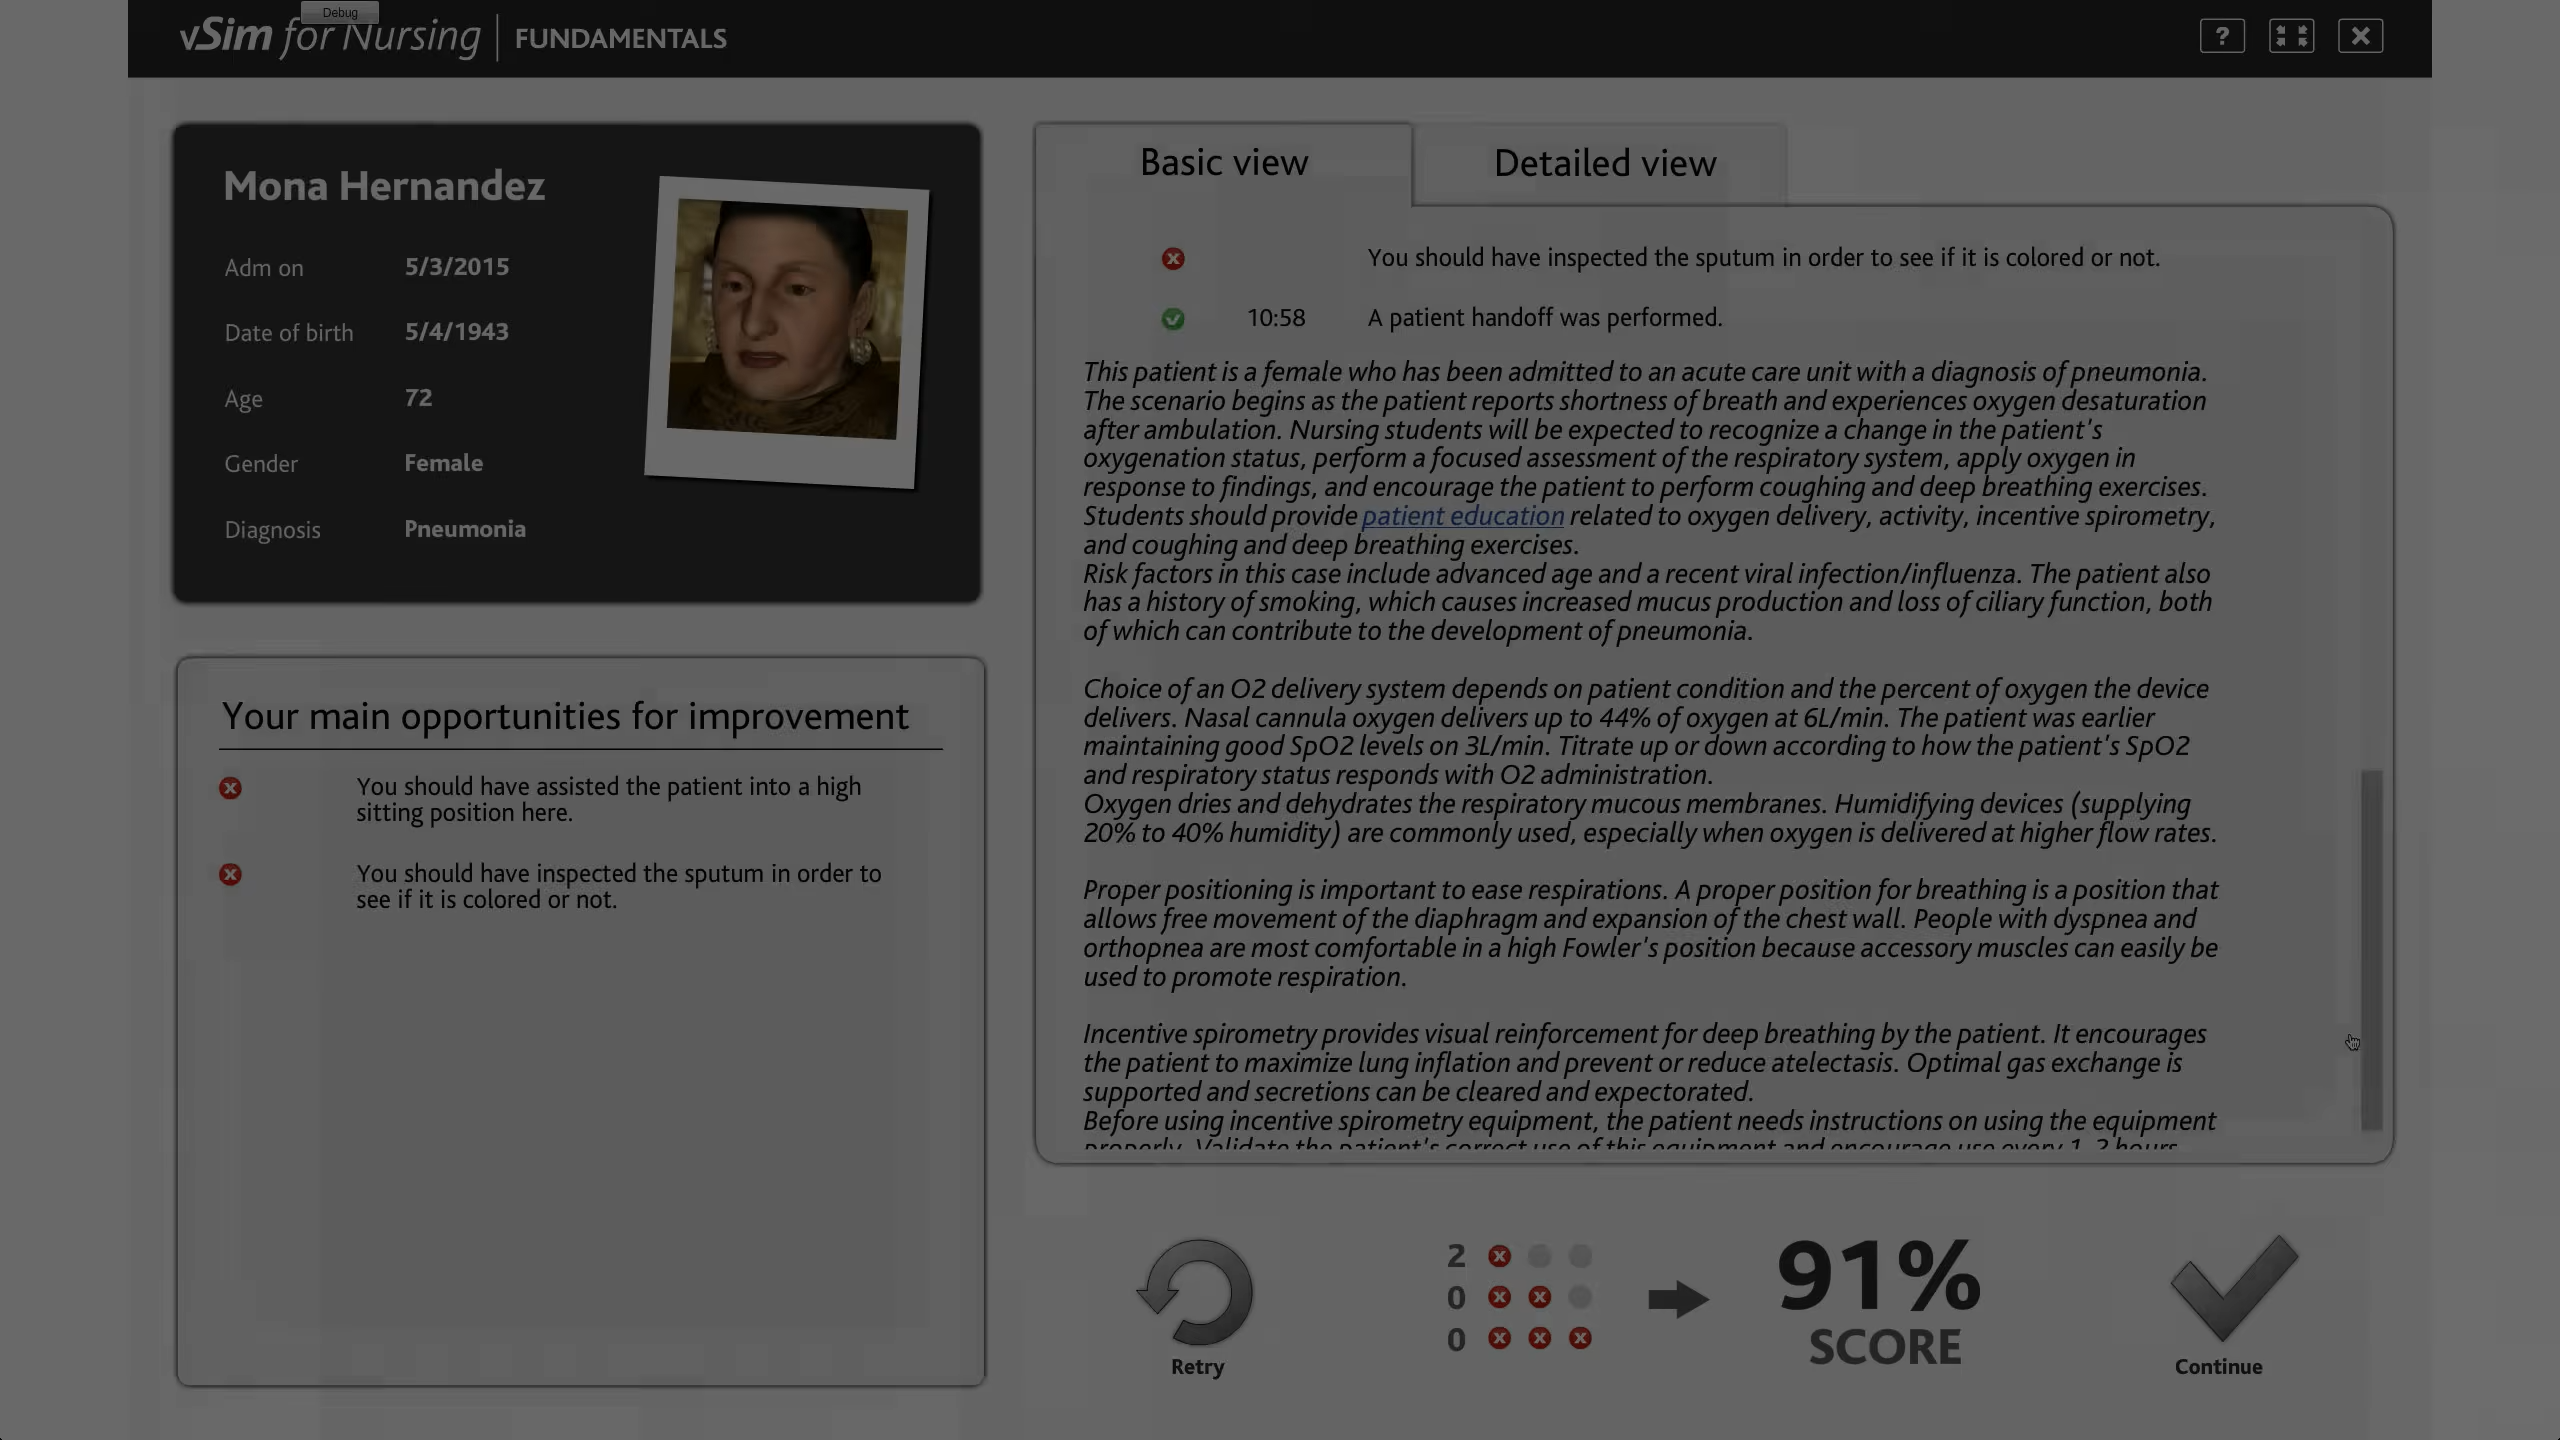 Debug
vSim for Nursing FUNDAMENTALS
?
Mona Hernandez
Adm on 5/3/2015
Date of birth 5/4/1943
Age 72
Gender Female
Diagnosis Pneumonia
Your main opportunities for improvement
You should have assisted the patient into a high
sitting position here.
You should have inspected the sputum in order to
see if it is colored or not.
Basic view
Detailed view
You should have inspected the sputum in order to see if it is colored or not.
10:58 A patient handoff was performed.
This patient is a female who has been admitted to an acute care unit with a diagnosis of pneumonia.
The scenario begins as the patient reports shortness of breath and experiences oxygen desaturation
after ambulation. Nursing students will be expected to recognize a change in the patient's
oxygenation status, perform a focused assessment of the respiratory system, apply oxygen in
response to findings, and encourage the patient to perform coughing and deep breathing exercises.
Students should provide patient education related to oxygen delivery, activity, incentive spirometry,
and coughing and deep breathing exercises.
Risk factors in this case include advanced age and a recent viral infection/influenza. The patient also
has a history of smoking, which causes increased mucus production and loss of ciliary function, both
of which can contribute to the development of pneumonia.
Choice of an O2 delivery system depends on patient condition and the percent of oxygen the device
delivers. Nasal cannula oxygen delivers up to 44% of oxygen at 6L/min. The patient was earlier
maintaining good SpO2 levels on 3L/min. Titrate up or down according to how the patient's SpO2
and respiratory status responds with O2 administration.
Oxygen dries and dehydrates the respiratory mucous membranes. Humidifying devices (supplying
20% to 40% humidity) are commonly used, especially when oxygen is delivered at higher flow rates.
Proper positioning is important to ease respirations. A proper position for breathing is a position that
allows free movement of the diaphragm and expansion of the chest wall. People with dyspnea and
orthopnea are most comfortable in a high Fowler's position because accessory muscles can easily be
used to promote respiration.
Incentive spirometry provides visual reinforcement for deep breathing by the patient. It encourages
the patient to maximize lung inflation and prevent or reduce atelectasis. Optimal gas exchange is
supported and secretions can be cleared and expectorated.
Before using incentive spirometry equipment, the patient needs instructions on using the equipment
properly. Validate the patient's correct use of this equipment and encourage use every 1-2 hours
Retry
2
0
0
91%
SCORE
Continue